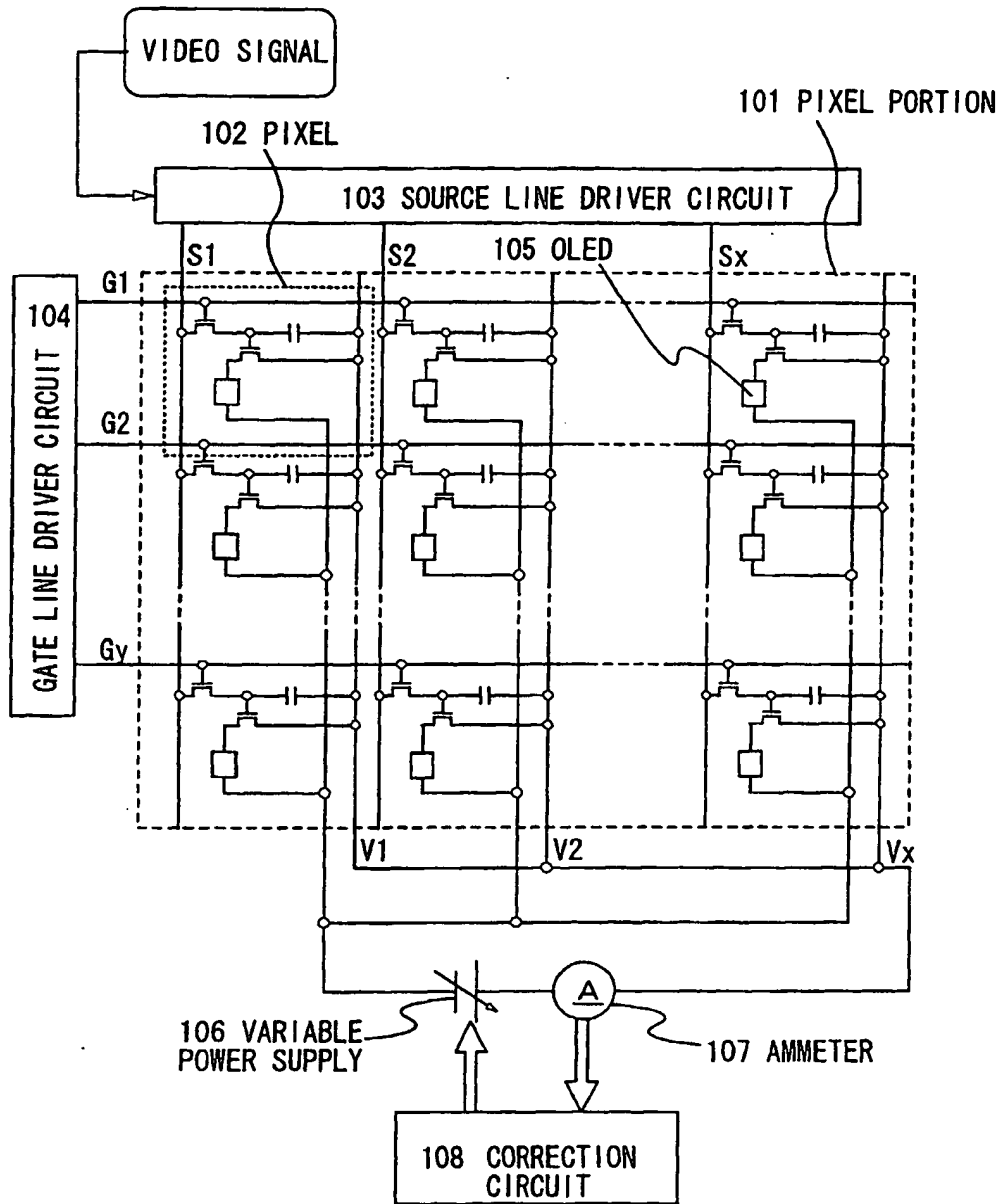 VIDEO SIGNAL
101 PIXEL PORTION
102 PIXEL
103 SOURCE LINE DRIVER CIRCUIT
S1
S2
Sx
105 OLED
G1
104
GATE LINE DRIVER CIRCUIT
G2
Gy
V1
V2
Vx
A
106 VARIABLE
POWER SUPPLY
107 AMMETER
108 CORRECTION
CIRCUIT